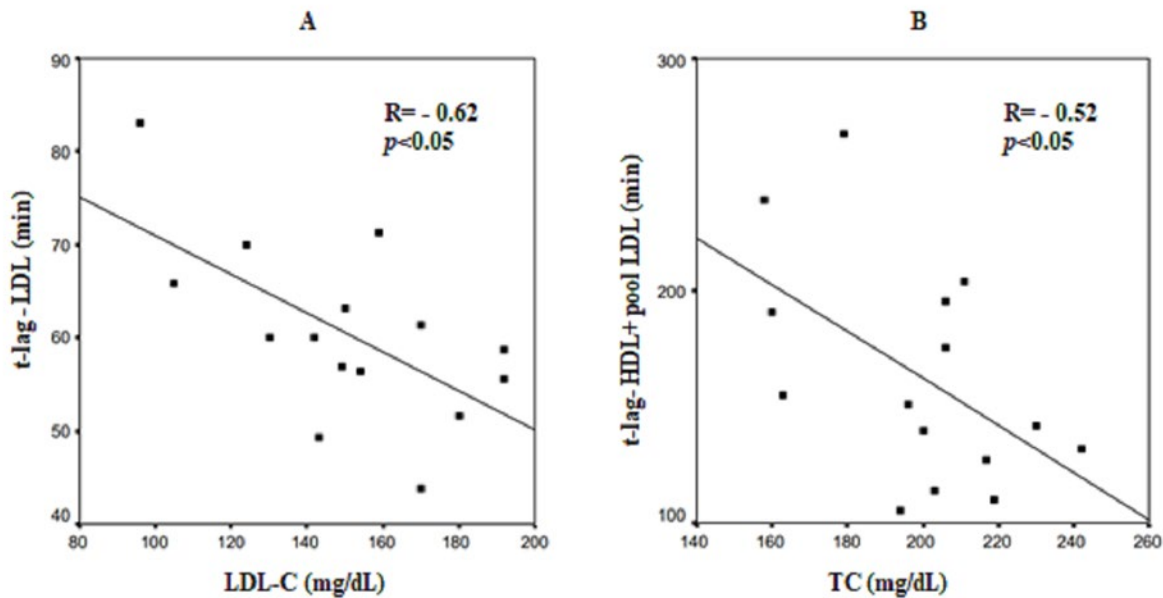 A
R= - 0.62
p<0.05
t-lag - LDL (min)
90
80
70
60
50
40
80 100 120 140 160 180 200
LDL-C (mg/dL)
B
R= - 0.52
p<0.05
t-lag- HDL+ pool LDL (min)
300
200
100
140 160 180 200 220 240 260
TC (mg/dL)